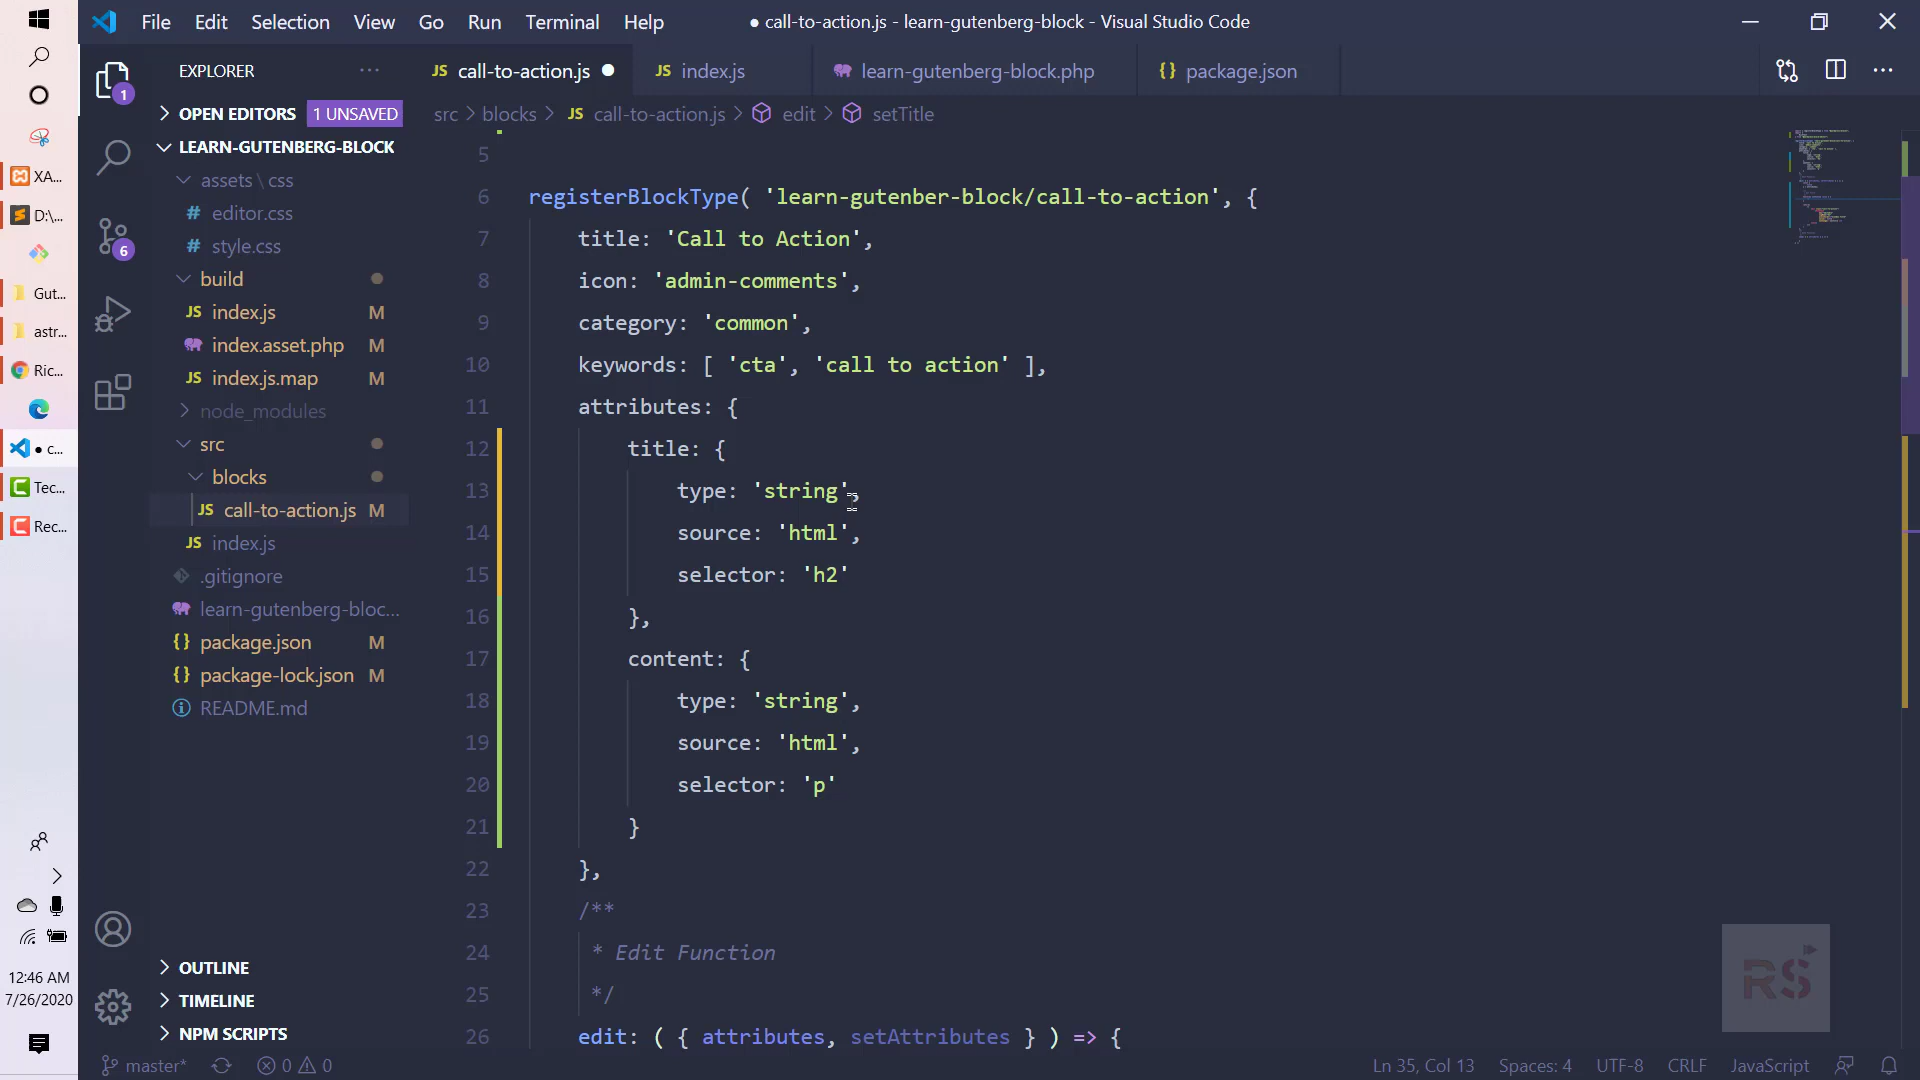 File Edit Selection View Go Run Terminal Help
● call-to-action.js - learn-gutenberg-block - Visual Studio Code
EXPLORER
JS call-to-action.js
JS index.js
learn-gutenberg-block.php
{} package.json
OPEN EDITORS 1 UNSAVED
src > blocks > JS call-to-action.js > edit > setTitle
LEARN-GUTENBERG-BLOCK
assets \ css
# editor.css
# style.css
build
JS index.js M
index.asset.php M
JS index.js.map M
node_modules
src
blocks
JS call-to-action.js M
JS index.js
.gitignore
learn-gutenberg-bloc...
{} package.json M
{} package-lock.json M
README.md
OUTLINE
TIMELINE
NPM SCRIPTS
1
6
XA...
D:\...
Gut...
astr...
Ric...
● c...
Tec...
Rec...
12:46 AM
7/26/2020
5
6 registerBlockType( 'learn-gutenber-block/call-to-action', {
7 title: 'Call to Action',
8 icon: 'admin-comments',
9 category: 'common',
10 keywords: [ 'cta', 'call to action' ],
11 attributes: {
12 title: {
13 type: 'string',
14 source: 'html',
15 selector: 'h2'
16 },
17 content: {
18 type: 'string',
19 source: 'html',
20 selector: 'p'
21 }
22 },
23 /**
24 * Edit Function
25 */
26 edit: ( { attributes, setAttributes } ) => {
RS
master* 0 0
Ln 35, Col 13 Spaces: 4 UTF-8 CRLF JavaScript